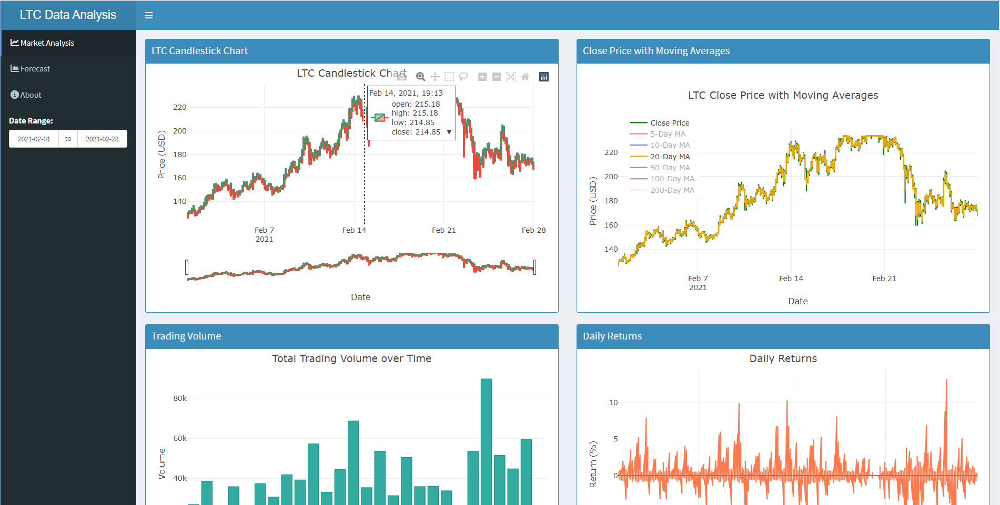 LTC Data Analysis
Market Analysis
Forecast
About
Date Range:
2021-02-01 to 2021-02-28
LTC Candlestick Chart
LTC Candlestick Chart
Feb 14, 2021, 19:13
open: 215.18
high: 215.18
low: 214.85
close: 214.85 ▼
Price (USD)
220
200
180
160
140
Feb 7
2021
Feb 14
Feb 21
Feb 28
Date
Close Price with Moving Averages
LTC Close Price with Moving Averages
Close Price
5-Day MA
10-Day MA
20-Day MA
50-Day MA
100-Day MA
200-Day MA
Price (USD)
220
200
180
160
140
Feb 7
2021
Feb 14
Feb 21
Date
Trading Volume
Total Trading Volume over Time
Volume
80k
60k
40k
Daily Returns
Daily Returns
Return (%)
10
5
0